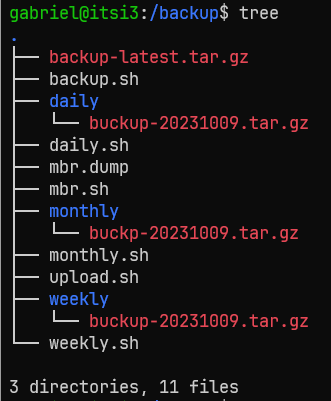 gabriel@itsi3:/backup$ tree
.
├── backup-latest.tar.gz
├── backup.sh
├── daily
│   └── buckup-20231009.tar.gz
├── daily.sh
├── mbr.dump
├── mbr.sh
├── monthly
│   └── buckp-20231009.tar.gz
├── monthly.sh
├── upload.sh
├── weekly
│   └── buckup-20231009.tar.gz
└── weekly.sh

3 directories, 11 files